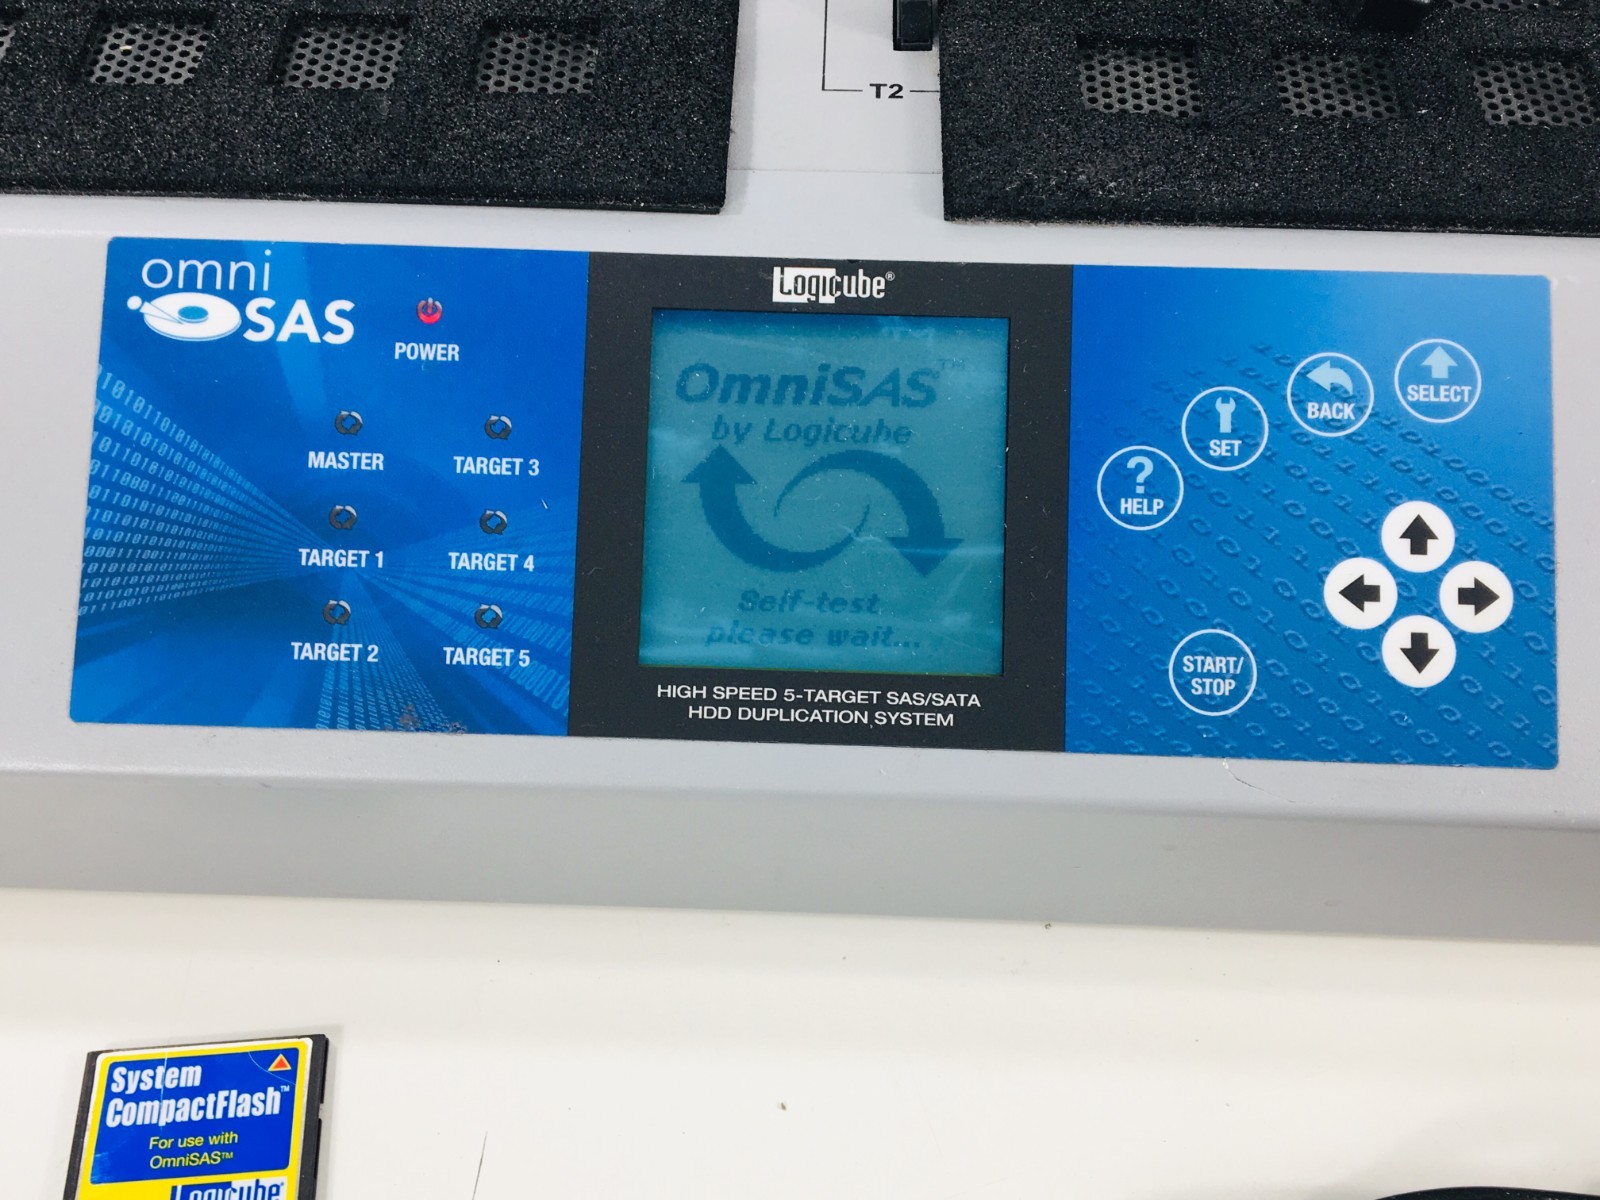 T2
omni
SAS
POWER
MASTER
TARGET 3
TARGET 1
TARGET 4
TARGET 2
TARGET 5
Logicube®
OmniSAS™
by Logicube
Self-test
please wait...
HIGH SPEED 5-TARGET SAS/SATA
HDD DUPLICATION SYSTEM
SELECT
BACK
SET
?
HELP
START/
STOP
System
CompactFlash™
For use with
OmniSAS™
Logicube®